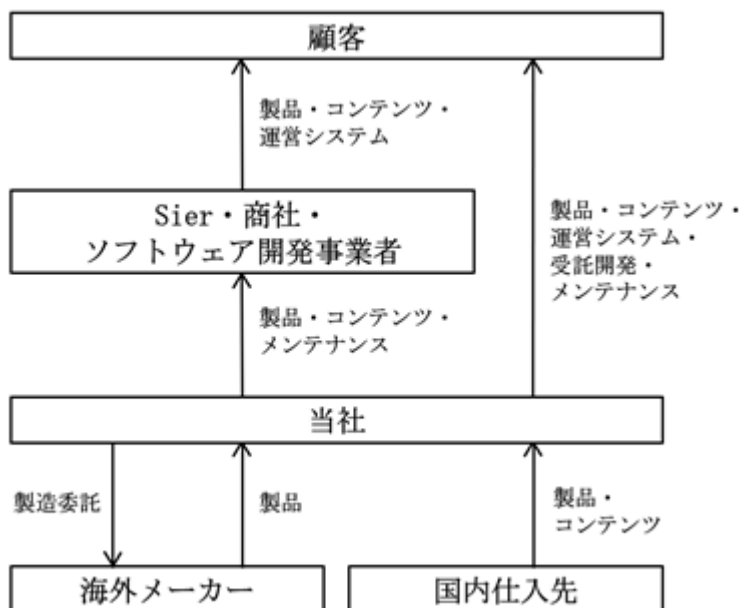 顧客
製品・コンテンツ・
運営システム
Sier・商社・
ソフトウェア開発事業者
製品・コンテンツ・
運営システム・
受託開発・
メンテナンス
製品・コンテンツ・
メンテナンス
当社
製造委託
製品
製品・
コンテンツ
海外メーカー
国内仕入先